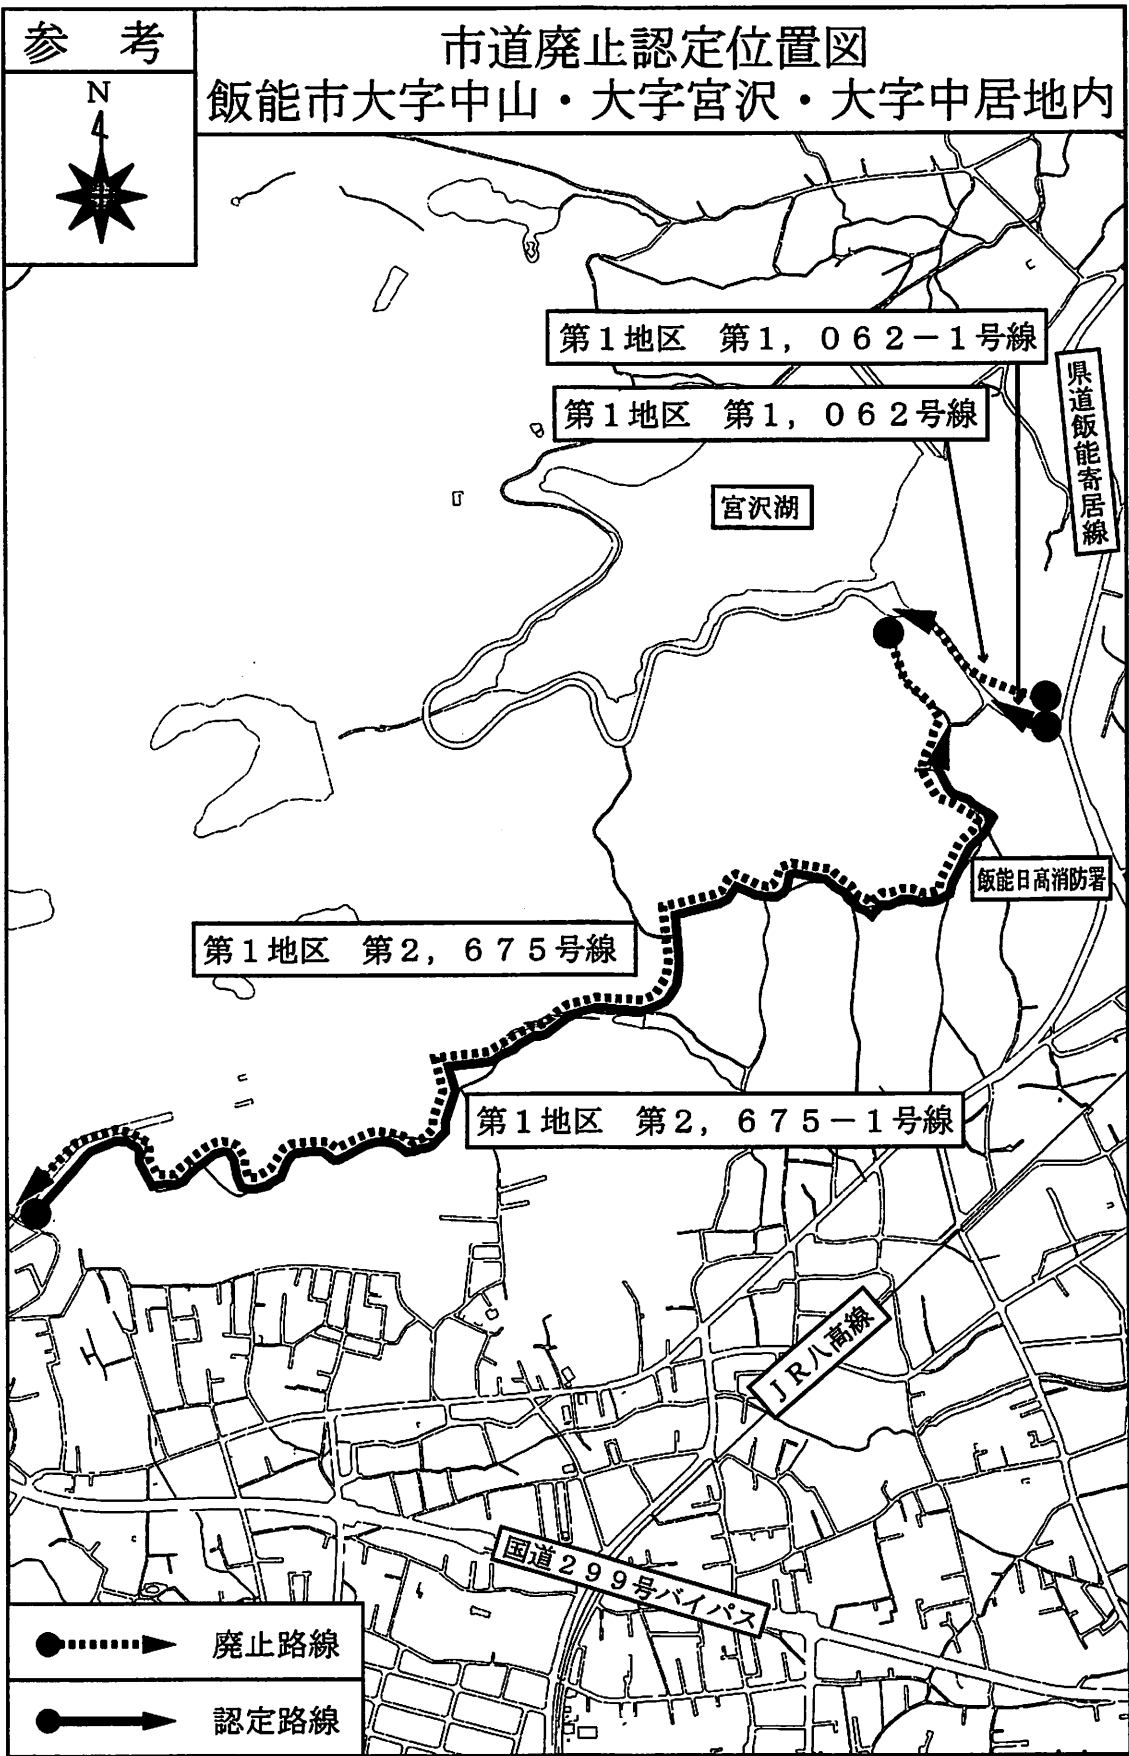 参 考
市道廃止認定位置図
飯能市大字中山・大字宮沢・大字中居地内
N
第1地区 第1,062-1号線
第1地区 第1,062号線
県道飯能寄居線
宮沢湖
飯能日高消防署
第1地区 第2,675号線
第1地区 第2,675-1号線
JR八高線
国道299号バイパス
廃止路線
認定路線